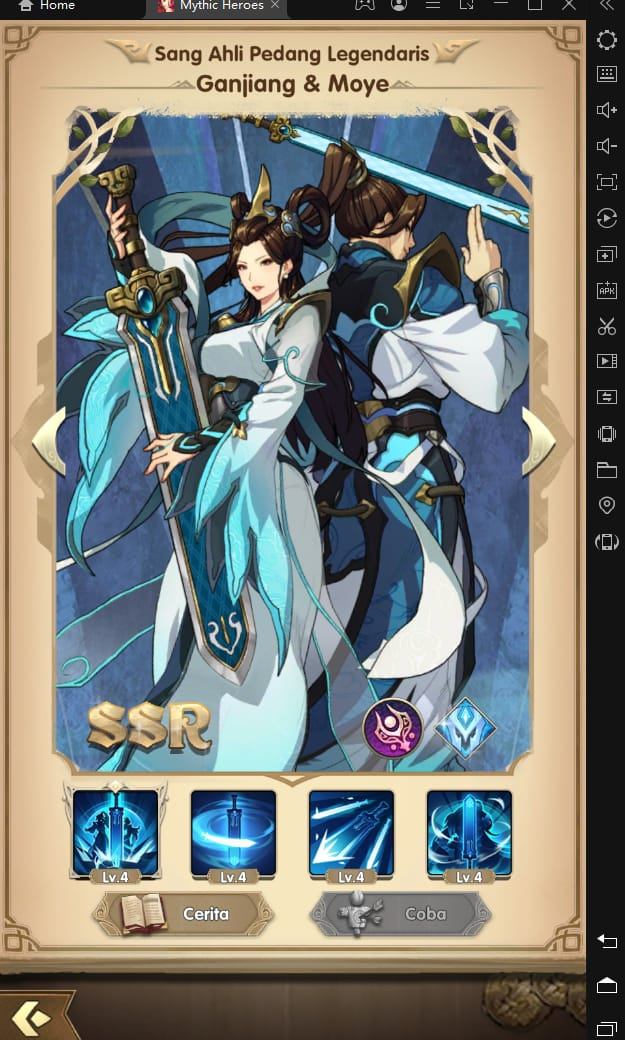 Home
Mythic Heroes
Sang Ahli Pedang Legendaris
Ganjiang & Moye
SSR
Lv.4
Lv.4
Lv.4
Lv.4
Cerita
Coba
APK